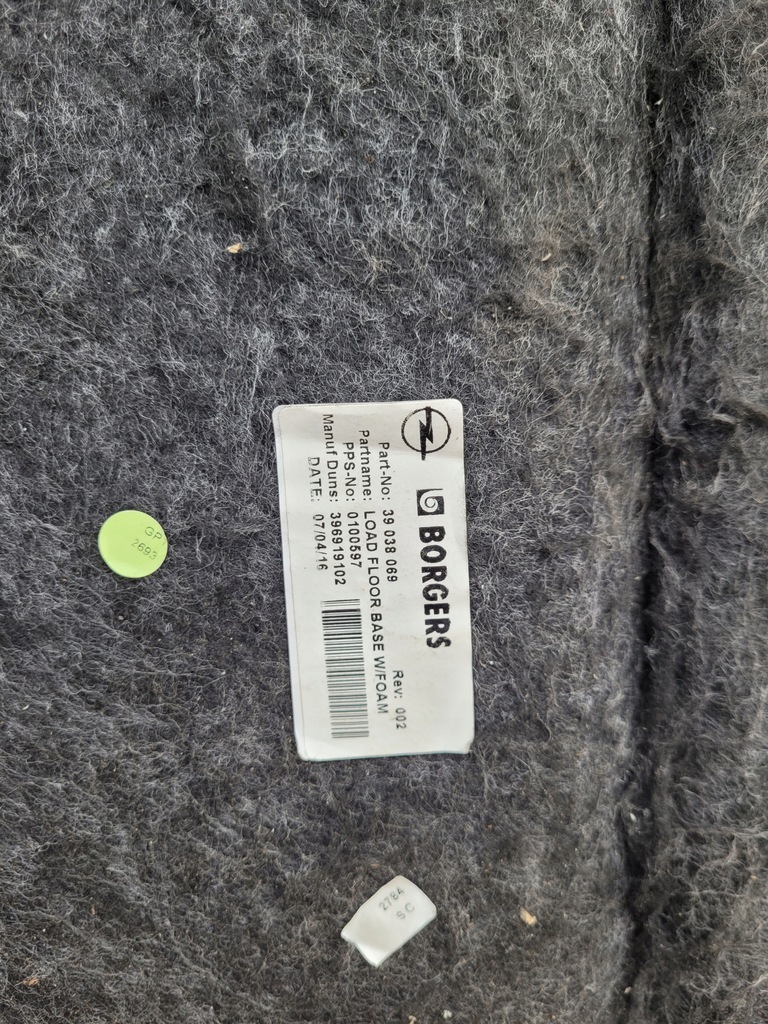 BORGERS
Part-No: 39 038 069 Rev: 002
Partname: LOAD FLOOR BASE W/FOAM
PPS-No: 0100597
Manuf Duns: 396919102
DATE: 07/04/16
GP
2693
2784
SC